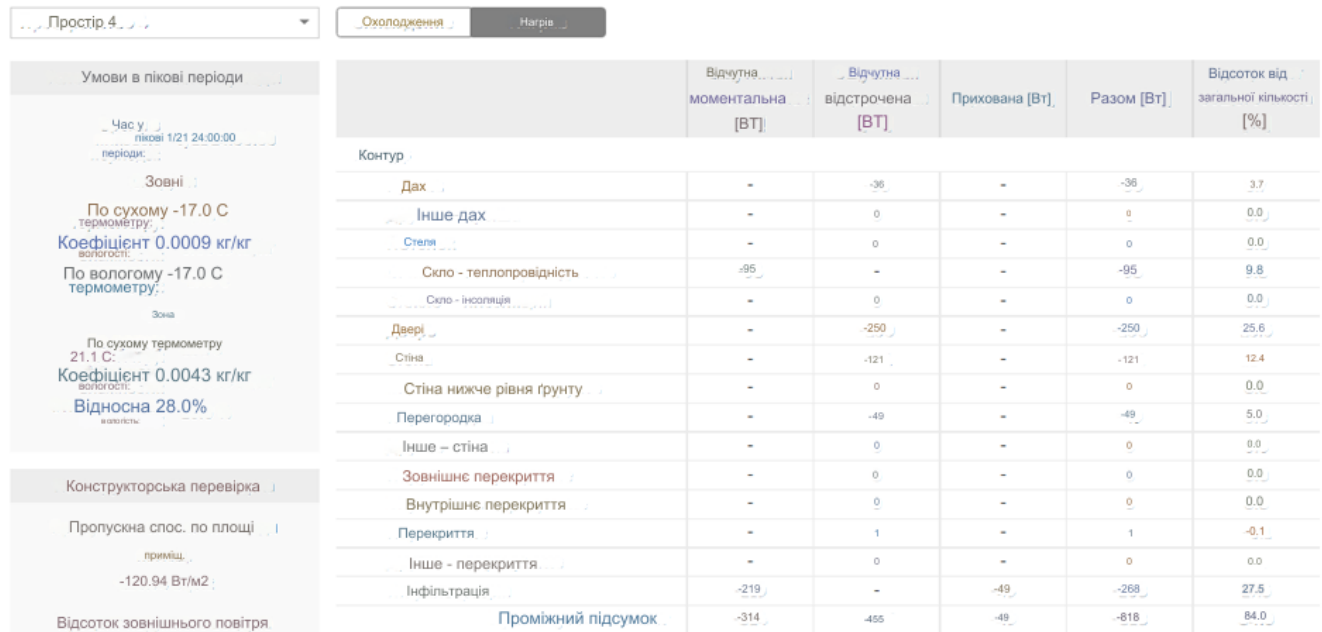 Простір 4
Охолодження Нагрів
Умови в пікові періоди
Час у
пікові 1/21 24:00:00
періоди:
Зовні :
По сухому -17.0 C
термометру:
Коефіцієнт 0.0009 кг/кг
вологості:
По вологому -17.0 C
термометру:
Зона
По сухому термометру
21.1 C:
Коефіцієнт 0.0043 кг/кг
вологості:
Відносна 28.0%
вологість:
Конструкторська перевірка
Пропускна спос. по площі
приміщ.
-120.94 Вт/м2
Відсоток зовнішнього повітря
Відчутна Відчутна Відсоток від
моментальна відстрочена Прихована [Вт] Разом [Вт] загальної кількості
[ВТ] [ВТ] [%]
Контур
Дах - -36 - -36 3.7
Інше дах - 0 - 0 0.0
Стеля - 0 - 0 0.0
Скло - теплопровідність -95 - - -95 9.8
Скло - інсоляція - 0 - 0 0.0
Двері - -250 - -250 25.6
Стіна - -121 - -121 12.4
Стіна нижче рівня ґрунту - 0 - 0 0.0
Перегородка - -49 - -49 5.0
Інше – стіна - 0 - 0 0.0
Зовнішнє перекриття - 0 - 0 0.0
Внутрішнє перекриття - 0 - 0 0.0
Перекриття - 1 - 1 -0.1
Інше - перекриття - 0 - 0 0.0
Інфільтрація -219 - -49 -268 27.5
Проміжний підсумок -314 -455 -49 -818 84.0